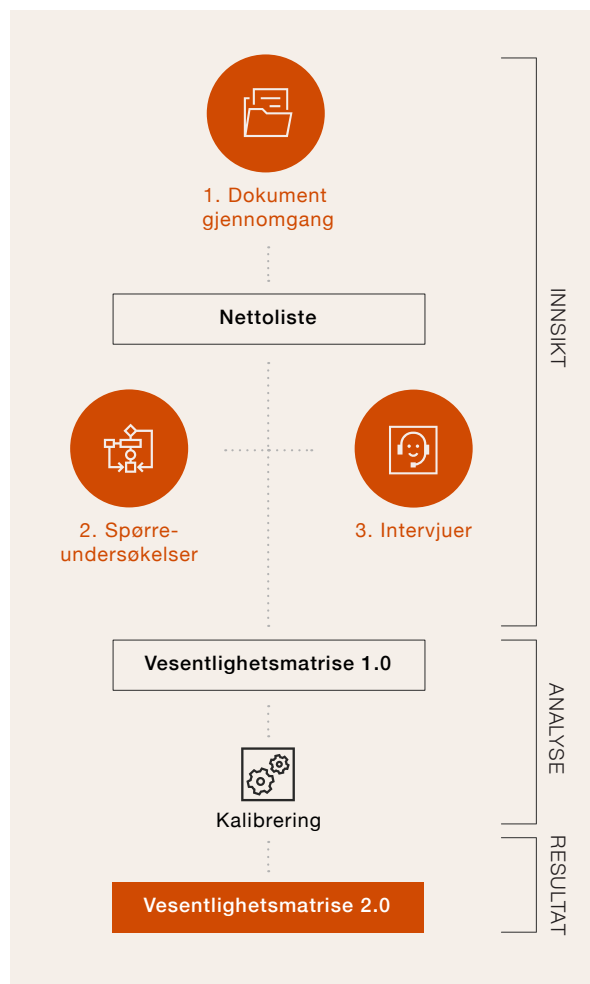 1. Dokument
gjennomgang
Nettoliste
INNSIKT
2. Spørre-
undersøkelser
3. Intervjuer
Vesentlighetsmatrise 1.0
ANALYSE
Kalibrering
RESULTAT
Vesentlighetsmatrise 2.0